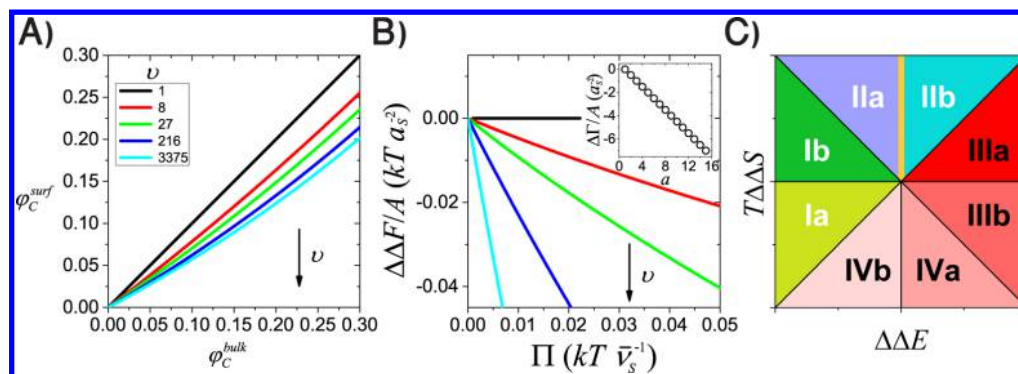 A)
0.30
0.25
0.20
0.15
0.10
0.05
0.00
φ_C^surf
υ
1
8
27
216
3375
υ
0.00 0.05 0.10 0.15 0.20 0.25 0.30
φ_C^bulk
B)
0.00
-0.02
-0.04
ΔΔF/A (kT a_S^-2)
ΔΓ/A (a_S^-2)
0
-2
-4
-6
0 4 8 12 16
a
υ
0.00 0.01 0.02 0.03 0.04 0.05
Π (kT ν̄_S^-1)
C)
TΔΔS
IIa IIb
Ib IIIa
Ia IIIb
IVb IVa
ΔΔE